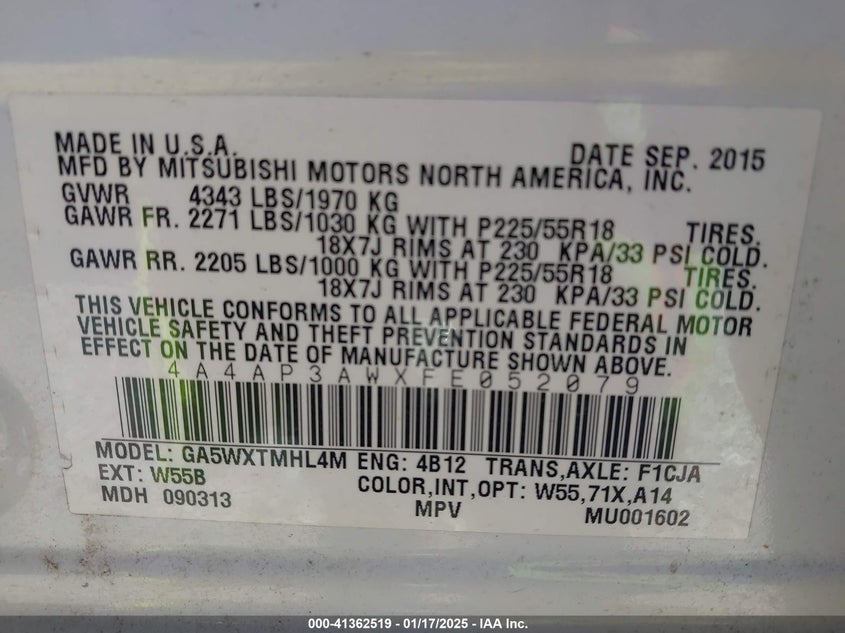 MADE IN U.S.A. DATE SEP. 2015
MFD BY MITSUBISHI MOTORS NORTH AMERICA, INC.
GVWR 4343 LBS/1970 KG
GAWR FR. 2271 LBS/1030 KG WITH P225/55R18 TIRES.
18X7J RIMS AT 230 KPA/33 PSI COLD.
GAWR RR. 2205 LBS/1000 KG WITH P225/55R18 TIRES.
18X7J RIMS AT 230 KPA/33 PSI COLD.
THIS VEHICLE CONFORMS TO ALL APPLICABLE FEDERAL MOTOR
VEHICLE SAFETY AND THEFT PREVENTION STANDARDS IN
EFFECT ON THE DATE OF MANUFACTURE SHOWN ABOVE.
4A4AP3AWXFE052079
MODEL: GA5WXTMHL4M ENG: 4B12 TRANS,AXLE: F1CJA
EXT: W55B COLOR,INT,OPT: W55,71X,A14
MDH 090313 MPV MU001602
000-41362519 - 01/17/2025 - IAA Inc.